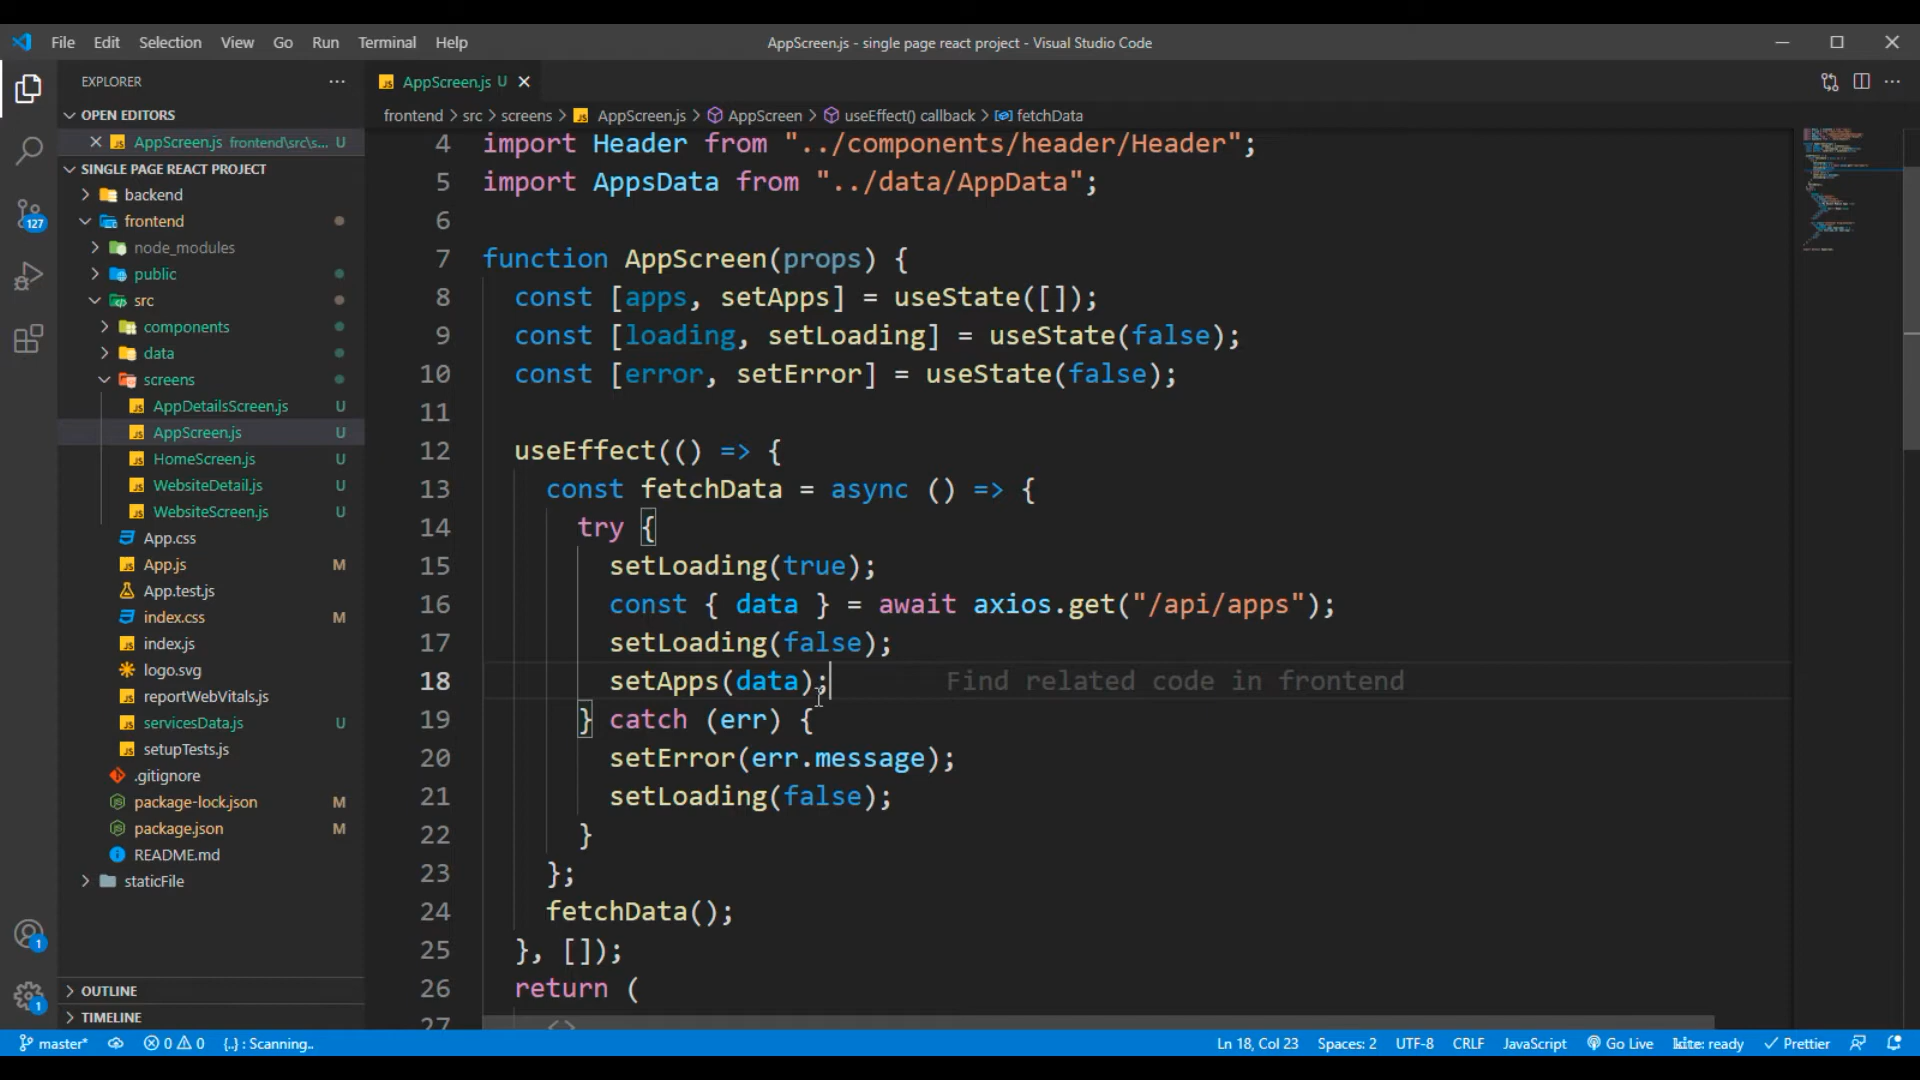 File Edit Selection View Go Run Terminal Help
AppScreen.js - single page react project - Visual Studio Code
EXPLORER
OPEN EDITORS
AppScreen.js frontend\src\s... U
SINGLE PAGE REACT PROJECT
backend
frontend
node_modules
public
src
components
data
screens
AppDetailsScreen.js U
AppScreen.js U
HomeScreen.js U
WebsiteDetail.js U
WebsiteScreen.js U
App.css
App.js M
App.test.js
index.css M
index.js
logo.svg
reportWebVitals.js
servicesData.js U
setupTests.js
.gitignore
package-lock.json M
package.json M
README.md
staticFile
OUTLINE
TIMELINE
127
1
1
AppScreen.js U
frontend > src > screens > AppScreen.js > AppScreen > useEffect() callback > fetchData
4 import Header from "../components/header/Header";
5 import AppsData from "../data/AppData";
6
7 function AppScreen(props) {
8 const [apps, setApps] = useState([]);
9 const [loading, setLoading] = useState(false);
10 const [error, setError] = useState(false);
11
12 useEffect(() => {
13 const fetchData = async () => {
14 try {
15 setLoading(true);
16 const { data } = await axios.get("/api/apps");
17 setLoading(false);
18 setApps(data); Find related code in frontend
19 } catch (err) {
20 setError(err.message);
21 setLoading(false);
22 }
23 };
24 fetchData();
25 }, []);
26 return (
27 <>
master* 0 0 {..} : Scanning.. Ln 18, Col 23 Spaces: 2 UTF-8 CRLF JavaScript Go Live kite: ready Prettier